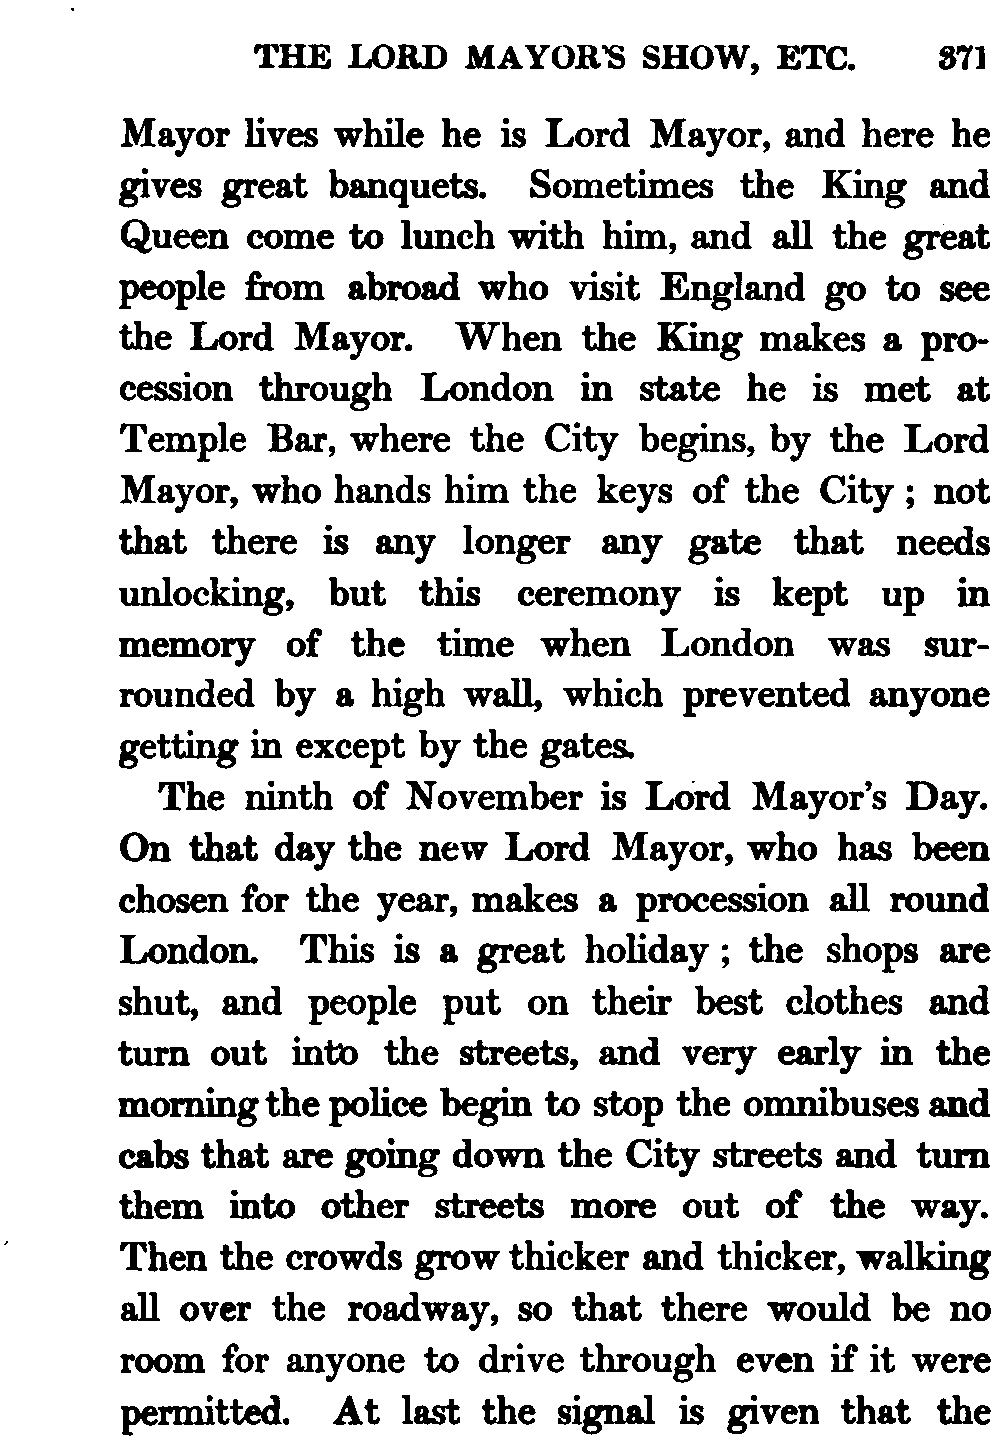 THE LORD MAYOR'S SHOW, ETC. 371
Mayor lives while he is Lord Mayor, and here he
gives great banquets. Sometimes the King and
Queen come to lunch with him, and all the great
people from abroad who visit England go to see
the Lord Mayor. When the King makes a pro-
cession through London in state he is met at
Temple Bar, where the City begins, by the Lord
Mayor, who hands him the keys of the City ; not
that there is any longer any gate that needs
unlocking, but this ceremony is kept up in
memory of the time when London was sur-
rounded by a high wall, which prevented anyone
getting in except by the gates.
The ninth of November is Lord Mayor's Day.
On that day the new Lord Mayor, who has been
chosen for the year, makes a procession all round
London. This is a great holiday ; the shops are
shut, and people put on their best clothes and
turn out into the streets, and very early in the
morning the police begin to stop the omnibuses and
cabs that are going down the City streets and turn
them into other streets more out of the way.
Then the crowds grow thicker and thicker, walking
all over the roadway, so that there would be no
room for anyone to drive through even if it were
permitted. At last the signal is given that the